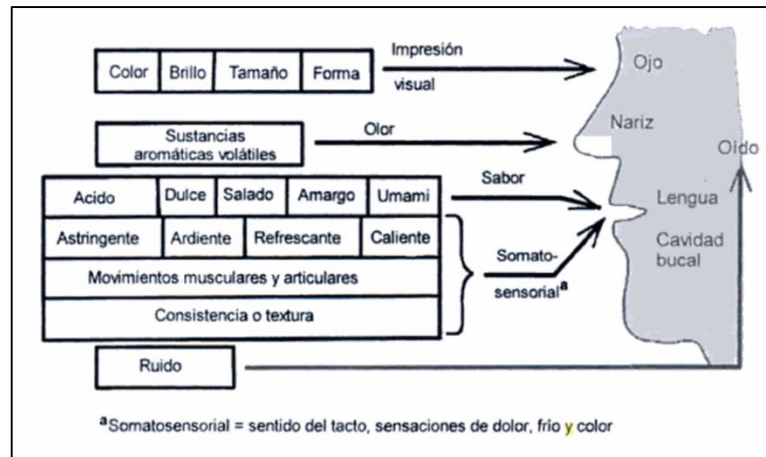 Color Brillo Tamaño Forma
Impresión
visual
Ojo
Sustancias
aromáticas volátiles
Olor
Nariz
Oído
Acido Dulce Salado Amargo Umami
Sabor
Lengua
Astringente Ardiente Refrescante Caliente
Cavidad
bucal
Somato-
sensorial a
Movimientos musculares y articulares
Consistencia o textura
Ruido
a Somatosensorial = sentido del tacto, sensaciones de dolor, frío y color